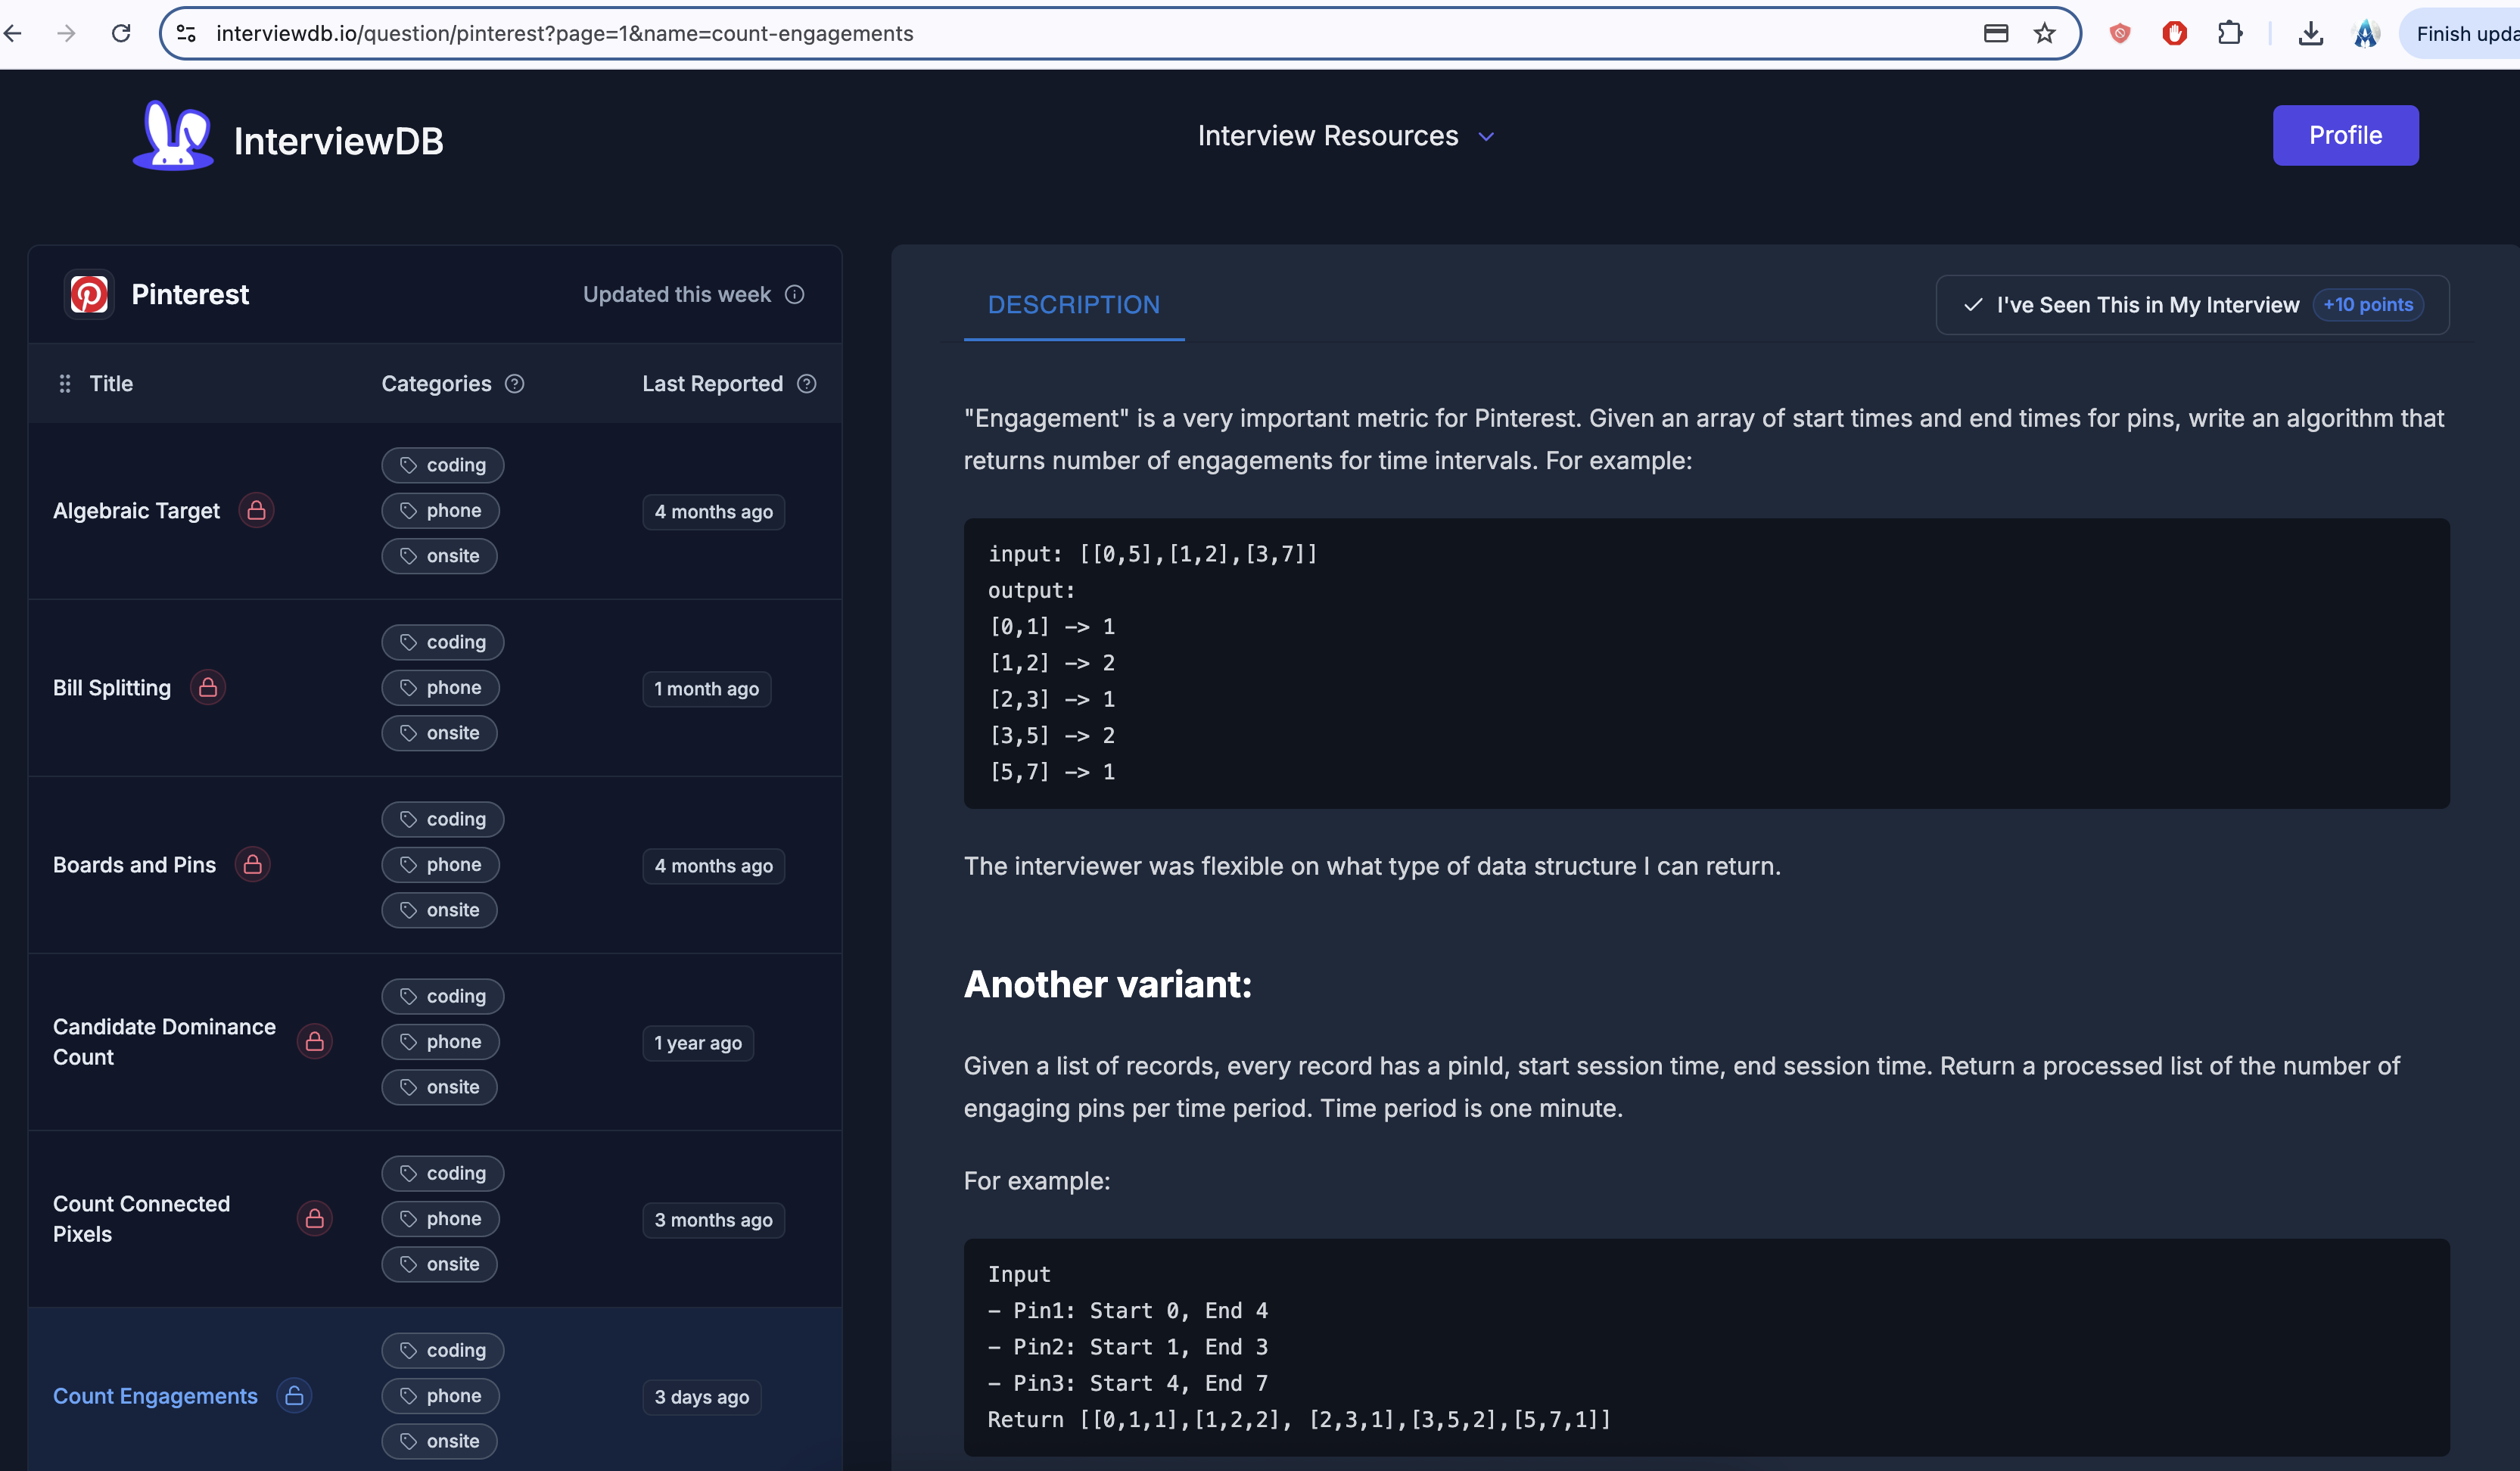 interviewdb.io/question/pinterest?page=1&name=count-engagements
Finish upda
InterviewDB
Interview Resources
Profile
Pinterest
Updated this week
Title
Categories
Last Reported
Algebraic Target
coding
phone
onsite
4 months ago
Bill Splitting
coding
phone
onsite
1 month ago
Boards and Pins
coding
phone
onsite
4 months ago
Candidate Dominance
Count
coding
phone
onsite
1 year ago
Count Connected
Pixels
coding
phone
onsite
3 months ago
Count Engagements
coding
phone
onsite
3 days ago
DESCRIPTION
I've Seen This in My Interview +10 points
"Engagement" is a very important metric for Pinterest. Given an array of start times and end times for pins, write an algorithm that
returns number of engagements for time intervals. For example:
input: [[0,5],[1,2],[3,7]]
output:
[0,1] -> 1
[1,2] -> 2
[2,3] -> 1
[3,5] -> 2
[5,7] -> 1
The interviewer was flexible on what type of data structure I can return.
Another variant:
Given a list of records, every record has a pinId, start session time, end session time. Return a processed list of the number of
engaging pins per time period. Time period is one minute.
For example:
Input
- Pin1: Start 0, End 4
- Pin2: Start 1, End 3
- Pin3: Start 4, End 7
Return [[0,1,1],[1,2,2], [2,3,1],[3,5,2],[5,7,1]]